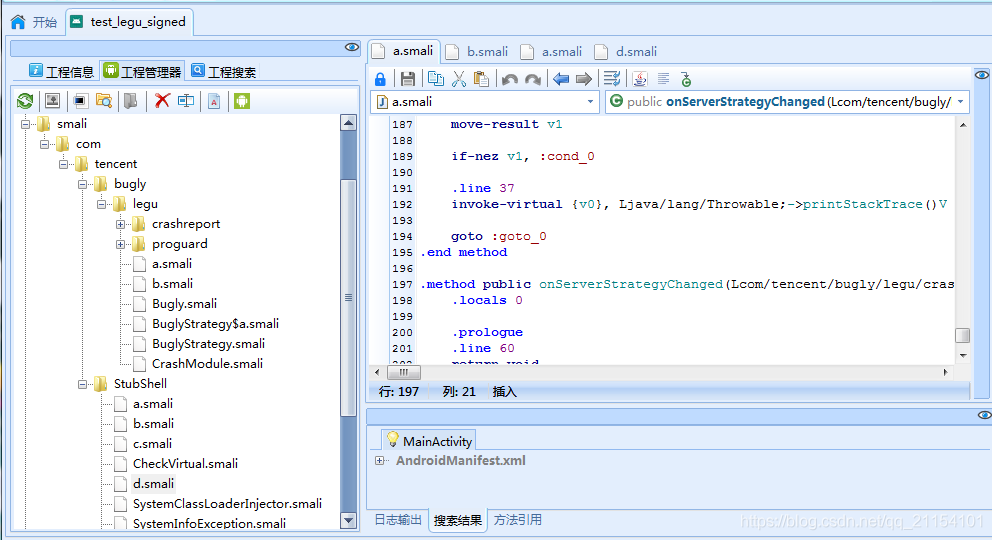 开始
test_legu_signed
工程信息 工程管理器 工程搜索
smali
com
tencent
bugly
legu
crashreport
proguard
a.smali
b.smali
Bugly.smali
BuglyStrategy$a.smali
BuglyStrategy.smali
CrashModule.smali
StubShell
a.smali
b.smali
c.smali
CheckVirtual.smali
d.smali
SystemClassLoaderInjector.smali
SystemInfoException.smali
a.smali b.smali a.smali d.smali
a.smali
public onServerStrategyChanged(Lcom/tencent/bugly/
187 move-result v1
188
189 if-nez v1, :cond_0
190
191 .line 37
192 invoke-virtual {v0}, Ljava/lang/Throwable;->printStackTrace()V
193
194 goto :goto_0
195 .end method
196
197 .method public onServerStrategyChanged(Lcom/tencent/bugly/legu/cras
198 .locals 0
199
200 .prologue
201 .line 60
202 return-void
行: 197 列: 21 插入
MainActivity
AndroidManifest.xml
日志输出 搜索结果 方法引用
https://blog.csdn.net/qq_21154101